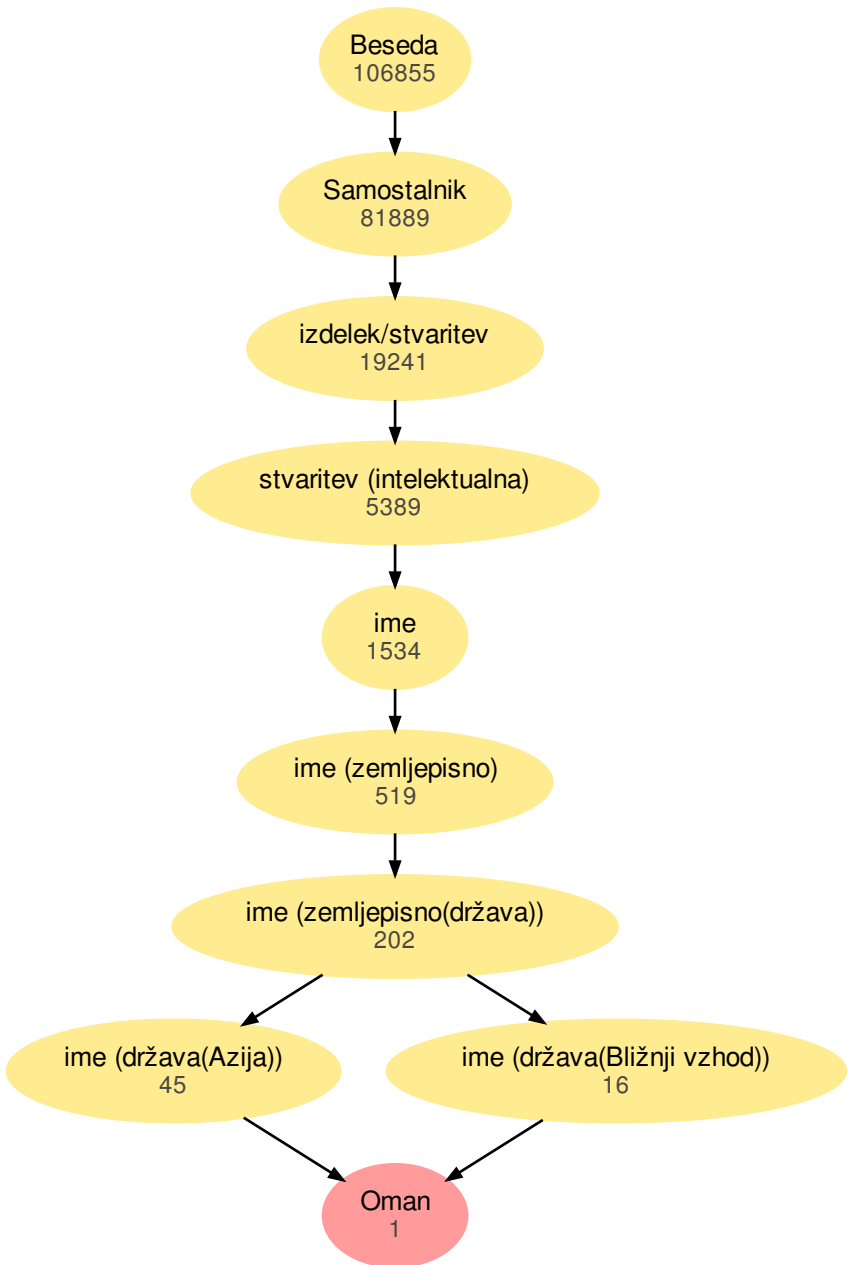 Beseda
106855
Samostalnik
81889
izdelek/stvaritev
19241
stvaritev (intelektualna)
5389
ime
1534
ime (zemljepisno)
519
ime (zemljepisno(država))
202
ime (država(Azija))
45
ime (država(Bližnji vzhod))
16
Oman
1